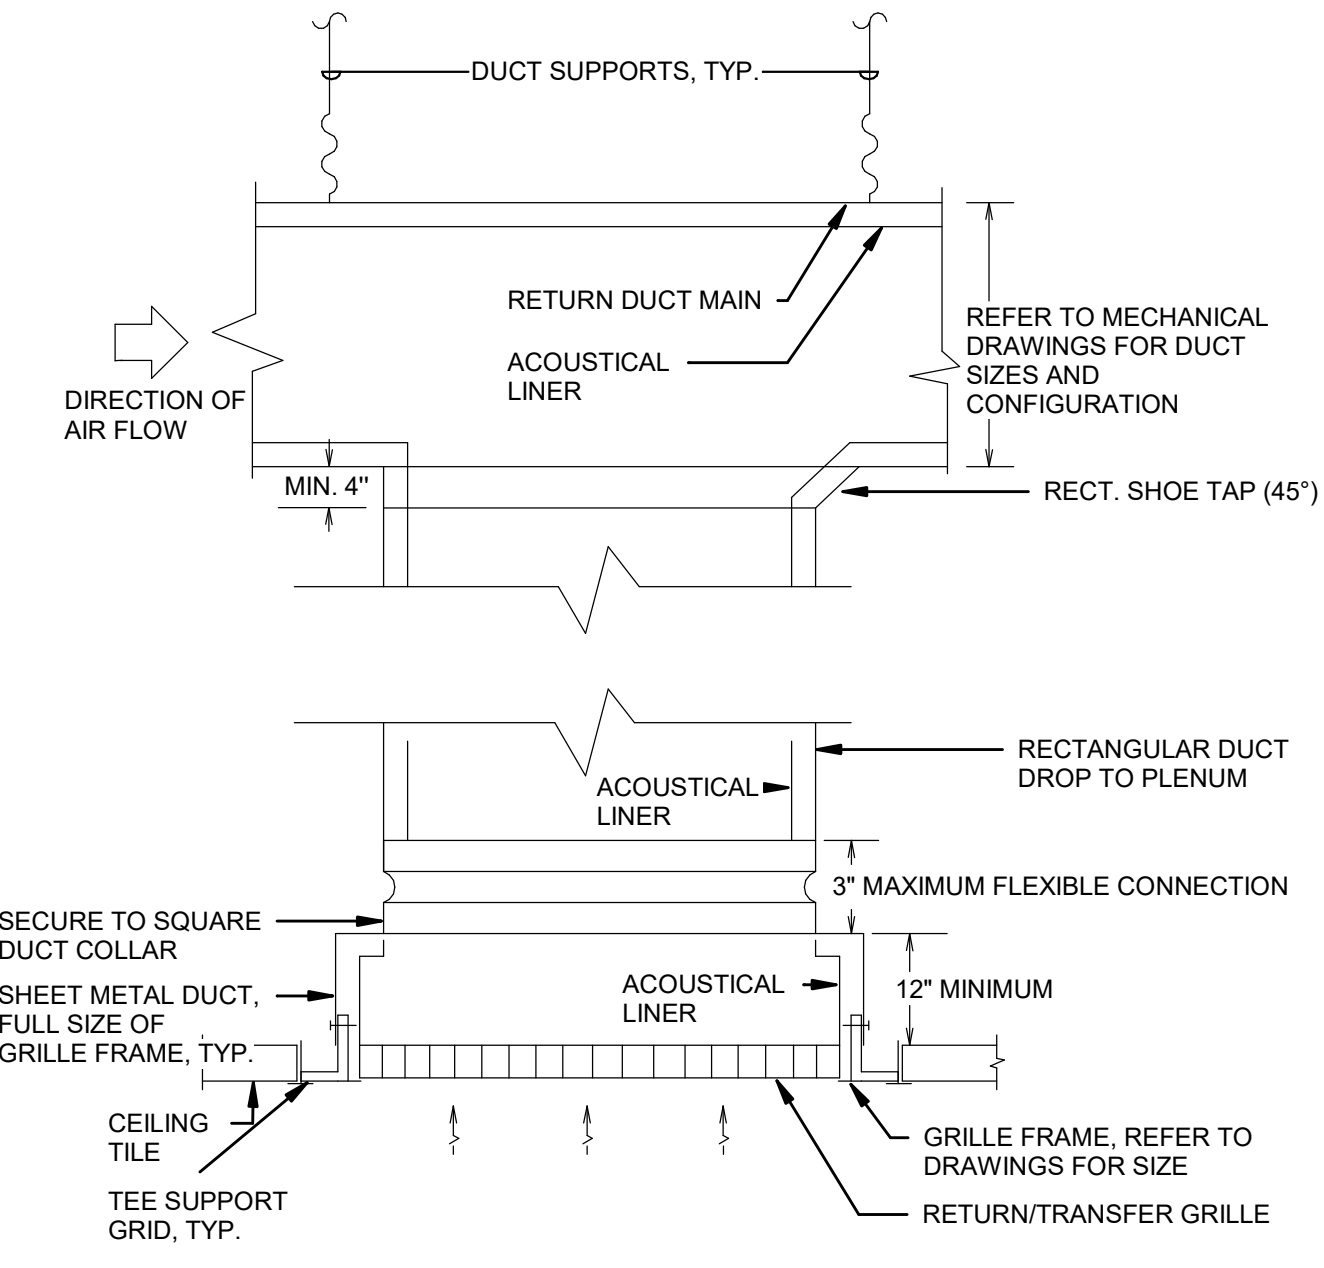 DUCT SUPPORTS, TYP.
RETURN DUCT MAIN
ACOUSTICAL
LINER
REFER TO MECHANICAL
DRAWINGS FOR DUCT
SIZES AND
CONFIGURATION
DIRECTION OF
AIR FLOW
MIN. 4"
RECT. SHOE TAP (45°)
RECTANGULAR DUCT
DROP TO PLENUM
ACOUSTICAL
LINER
3" MAXIMUM FLEXIBLE CONNECTION
SECURE TO SQUARE
DUCT COLLAR
SHEET METAL DUCT,
FULL SIZE OF
GRILLE FRAME, TYP.
ACOUSTICAL
LINER
12" MINIMUM
CEILING
TILE
TEE SUPPORT
GRID, TYP.
GRILLE FRAME, REFER TO
DRAWINGS FOR SIZE
RETURN/TRANSFER GRILLE